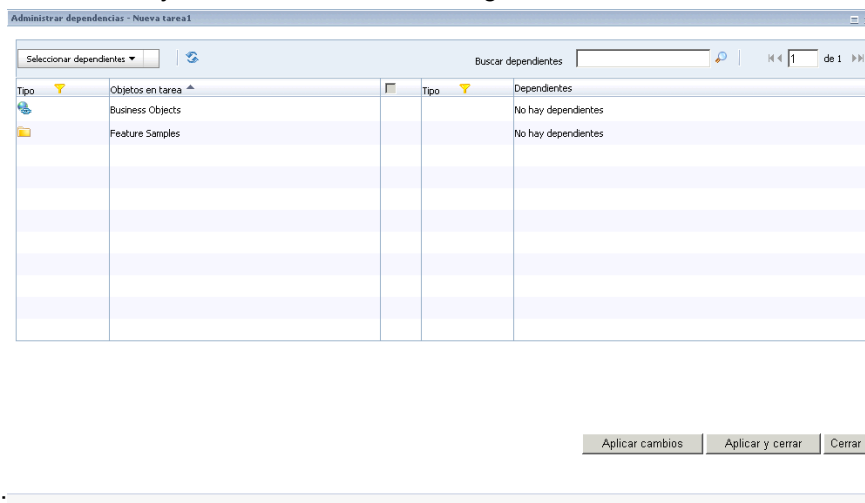 Administrar dependencias - Nueva tarea1
Seleccionar dependientes
Buscar dependientes
1 de 1
Tipo Objetos en tarea Tipo Dependientes
Business Objects No hay dependientes
Feature Samples No hay dependientes
Aplicar cambios Aplicar y cerrar Cerrar
.